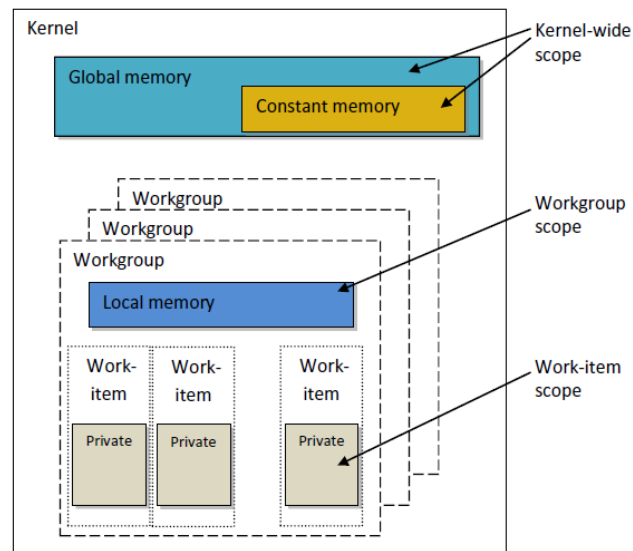 Kernel
Global memory
Constant memory
Kernel-wide
scope
Workgroup
Workgroup
Workgroup
Local memory
Workgroup
scope
Work-
item
Work-
item
Work-
item
Private
Private
Private
Work-item
scope